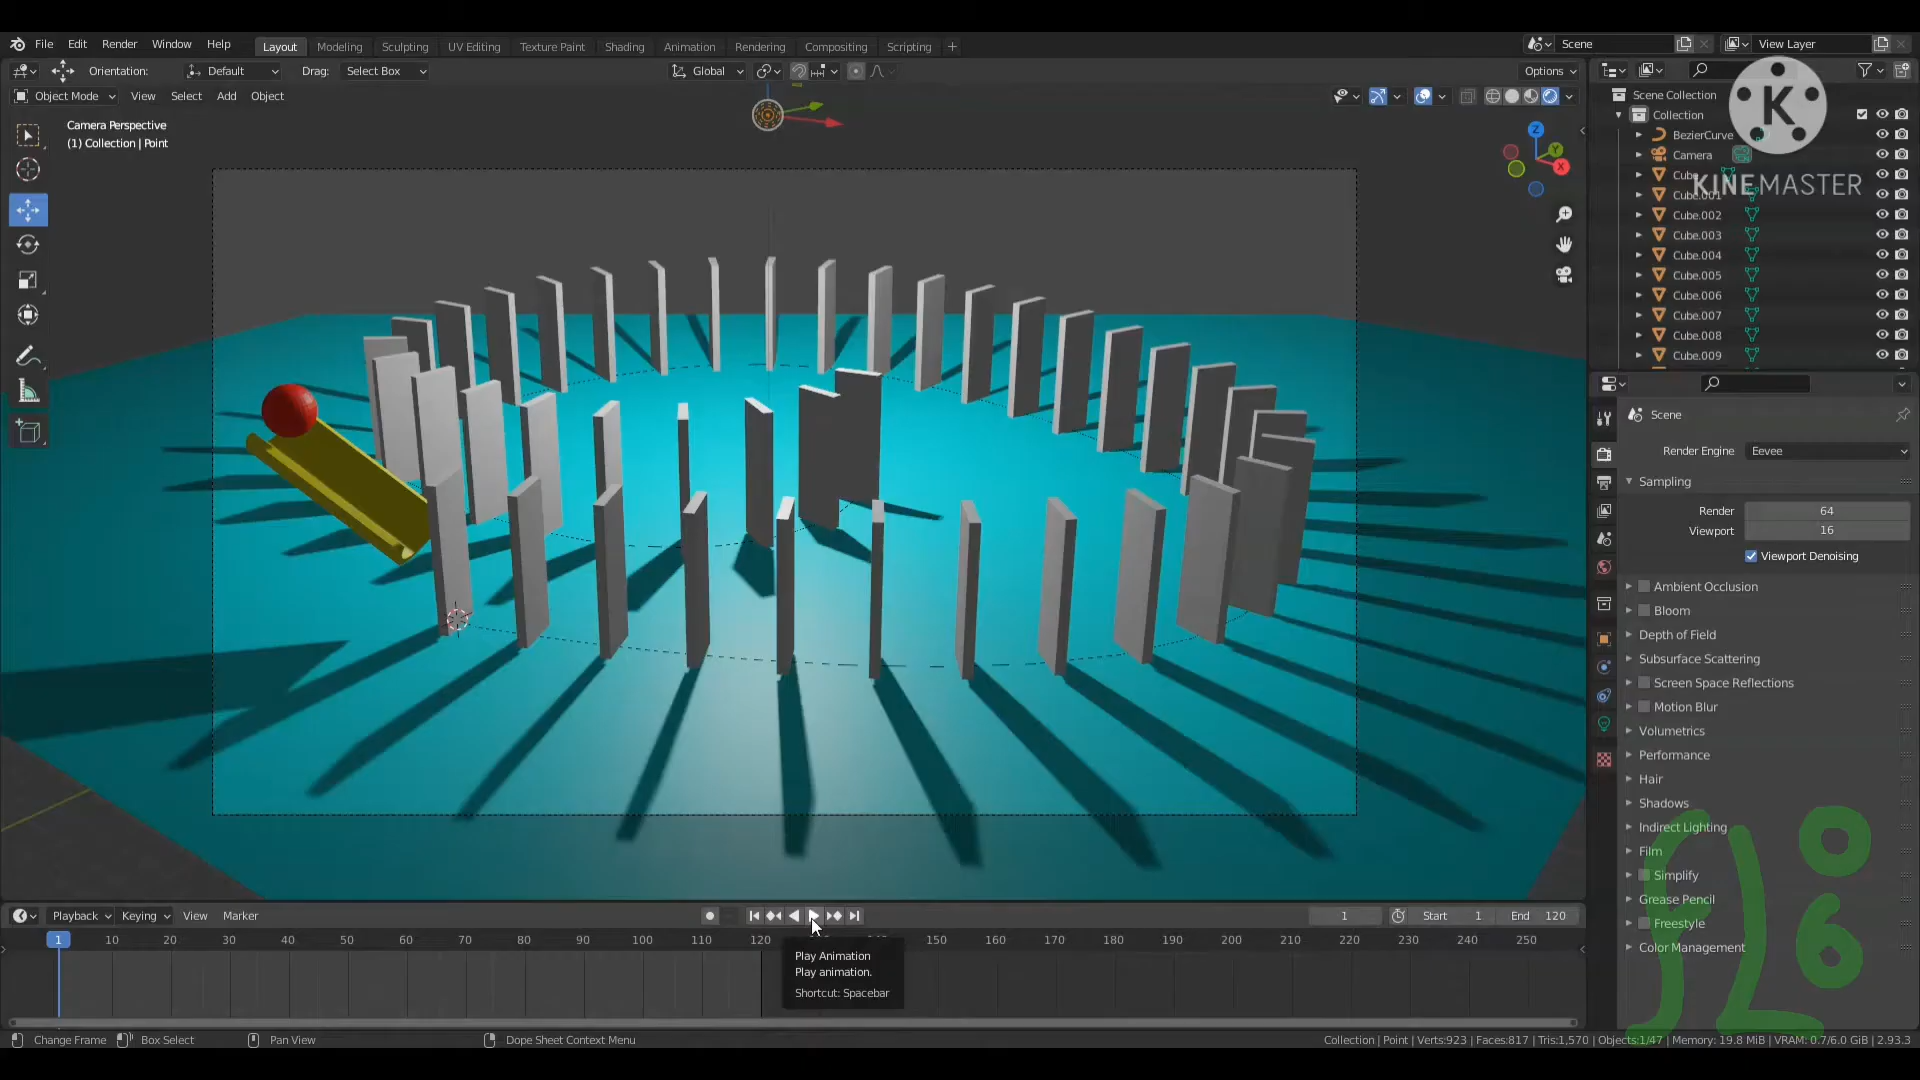 File Edit Render Window Help Layout Modeling Sculpting UV Editing Texture Paint Shading Animation Rendering Compositing Scripting + Scene View Layer
Orientation: Default Drag: Select Box Global Options
Object Mode View Select Add Object
Camera Perspective
(1) Collection | Point
Z
Y
X
Scene Collection
Collection
BezierCurve
Camera
Cube
Cube.001
Cube.002
Cube.003
Cube.004
Cube.005
Cube.006
Cube.007
Cube.008
Cube.009
K
KINEMASTER
Scene
Render Engine Eevee
Sampling
Render 64
Viewport 16
Viewport Denoising
Ambient Occlusion
Bloom
Depth of Field
Subsurface Scattering
Screen Space Reflections
Motion Blur
Volumetrics
Performance
Hair
Shadows
Indirect Lighting
Film
Simplify
Grease Pencil
Freestyle
Color Management
Playback Keying View Marker 1 Start 1 End 120
1 10 20 30 40 50 60 70 80 90 100 110 120 150 160 170 180 190 200 210 220 230 240 250
Play Animation
Play animation.
Shortcut: Spacebar
Change Frame Box Select Pan View Dope Sheet Context Menu Collection | Point | Verts:923 | Faces:817 | Tris:1,570 | Objects:1/47 | Memory: 19.8 MiB | VRAM: 0.7/6.0 GiB | 2.93.3